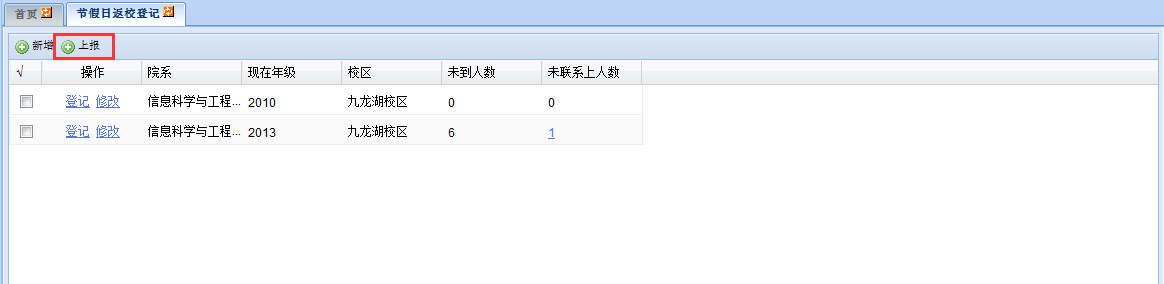 首页 节假日返校登记
新增 上报
√ 操作 院系 现在年级 校区 未到人数 未联系上人数
登记 修改 信息科学与工程... 2010 九龙湖校区 0 0
登记 修改 信息科学与工程... 2013 九龙湖校区 6 1